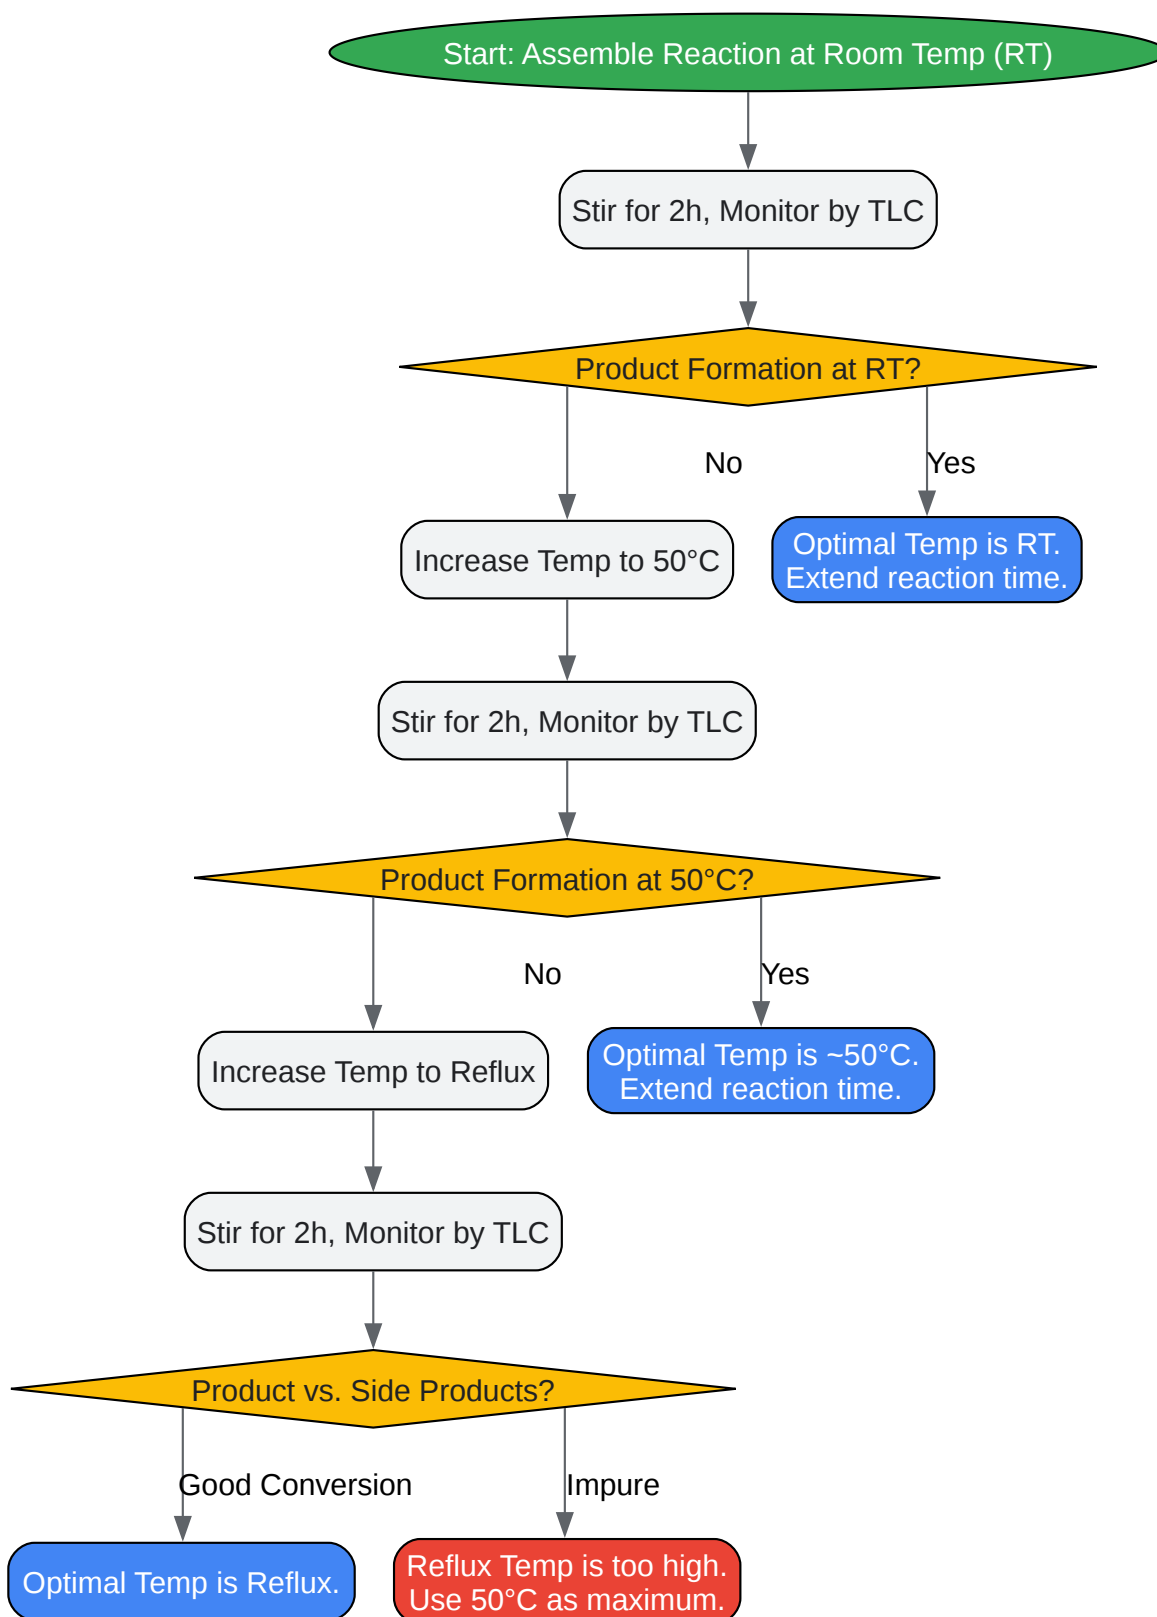 Start: Assemble Reaction at Room Temp (RT)
Stir for 2h, Monitor by TLC
Product Formation at RT?
No
Yes
Increase Temp to 50°C
Optimal Temp is RT.
Extend reaction time.
Stir for 2h, Monitor by TLC
Product Formation at 50°C?
No
Yes
Increase Temp to Reflux
Optimal Temp is ~50°C.
Extend reaction time.
Stir for 2h, Monitor by TLC
Product vs. Side Products?
Good Conversion
Impure
Optimal Temp is Reflux.
Reflux Temp is too high.
Use 50°C as maximum.